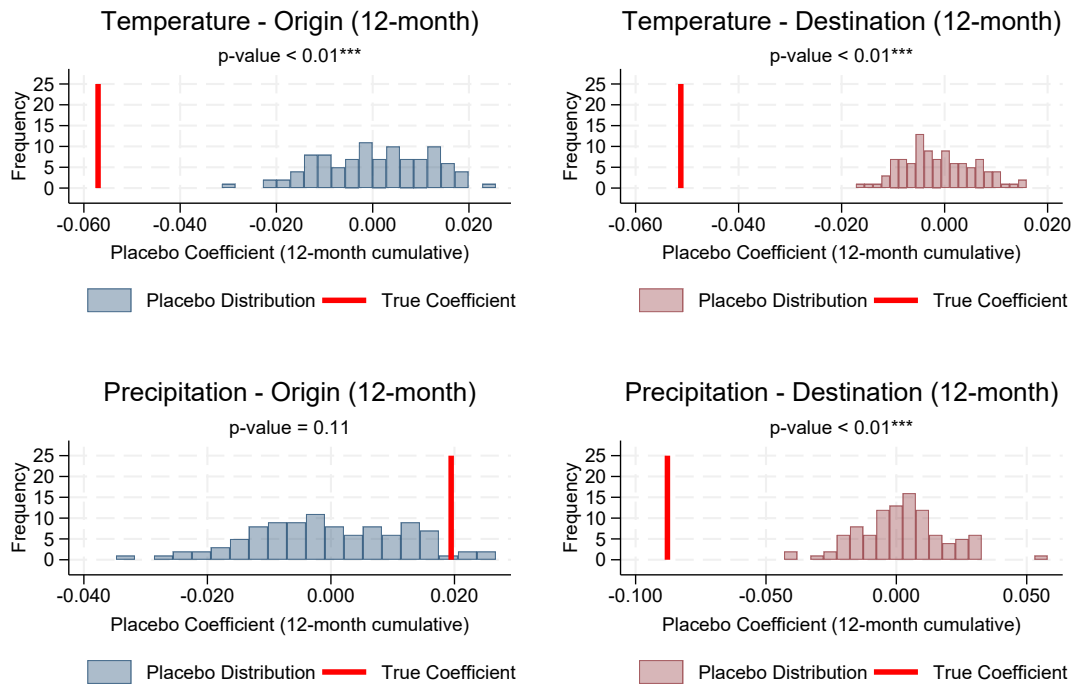 Temperature - Origin (12-month)
p-value < 0.01***
Frequency
25
20
15
10
5
0
-0.060
-0.040
-0.020
0.000
0.020
Placebo Coefficient (12-month cumulative)
Placebo Distribution
True Coefficient
Temperature - Destination (12-month)
p-value < 0.01***
Frequency
25
20
15
10
5
0
-0.060
-0.040
-0.020
0.000
0.020
Placebo Coefficient (12-month cumulative)
Placebo Distribution
True Coefficient
Precipitation - Origin (12-month)
p-value = 0.11
Frequency
25
20
15
10
5
0
-0.040
-0.020
0.000
0.020
Placebo Coefficient (12-month cumulative)
Placebo Distribution
True Coefficient
Precipitation - Destination (12-month)
p-value < 0.01***
Frequency
25
20
15
10
5
0
-0.100
-0.050
0.000
0.050
Placebo Coefficient (12-month cumulative)
Placebo Distribution
True Coefficient